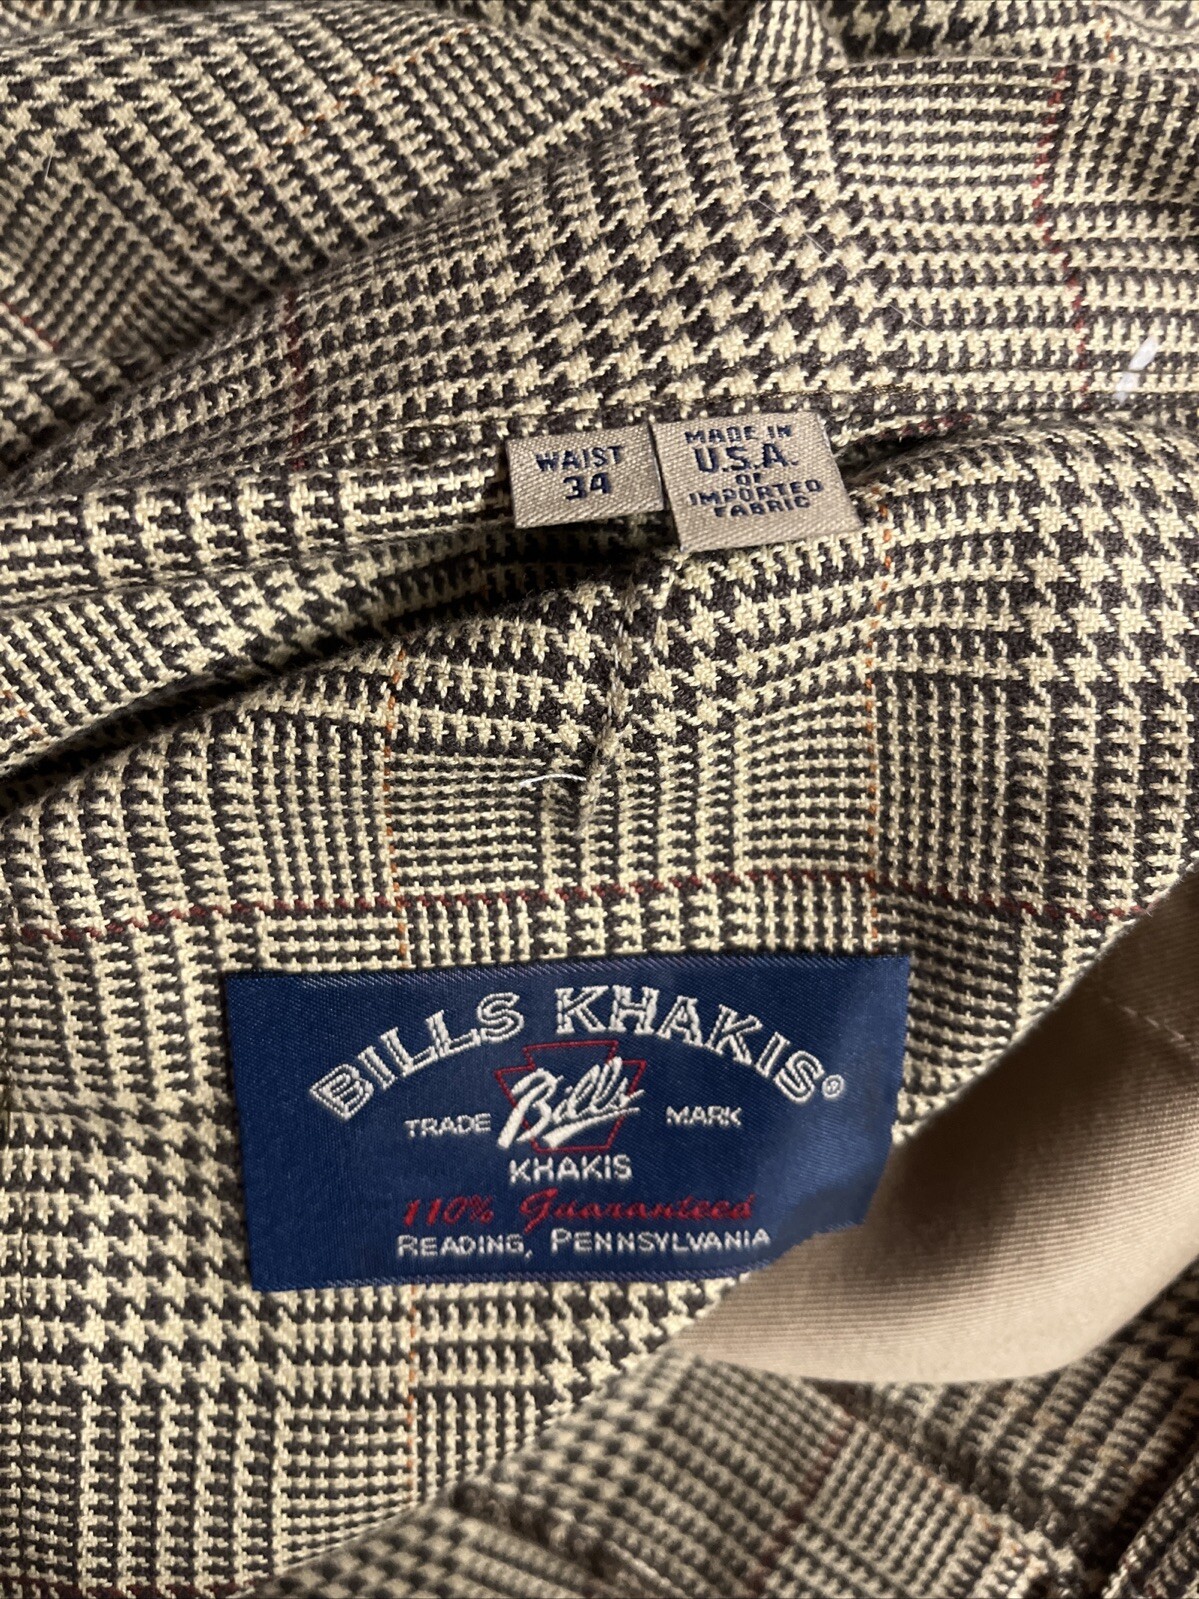 WAIST
34
MADE IN
U.S.A.
OF
IMPORTED
FABRIC
BILLS KHAKIS®
TRADE Bills MARK
KHAKIS
110% Guaranteed
READING, PENNSYLVANIA